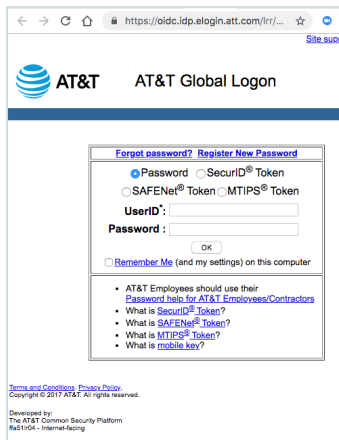 https://oidc.idp.elogin.att.com/lrr/...
Site supp
AT&T AT&T Global Logon
Forgot password? Register New Password
Password SecurID® Token
SAFENet® Token MTIPS® Token
UserID*:
Password :
OK
Remember Me (and my settings) on this computer
• AT&T Employees should use their
Password help for AT&T Employees/Contractors
• What is SecurID® Token?
• What is SAFENet® Token?
• What is MTIPS® Token?
• What is mobile key?
Terms and Conditions. Privacy Policy.
Copyright © 2017 AT&T. All rights reserved.
Developed by:
The AT&T Common Security Platform
ffa51lr04 - Internet-facing